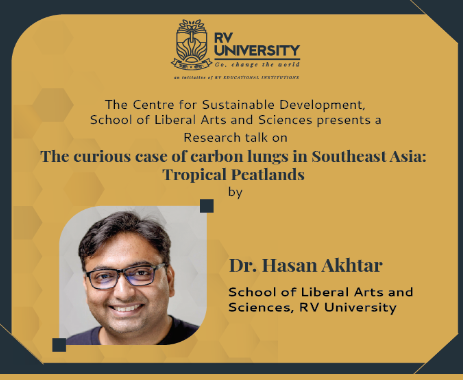 RV
UNIVERSITY
Go, change the world
an initiative of RV EDUCATIONAL INSTITUTIONS
The Centre for Sustainable Development,
School of Liberal Arts and Sciences presents a
Research talk on
The curious case of carbon lungs in Southeast Asia:
Tropical Peatlands
by
Dr. Hasan Akhtar
School of Liberal Arts and
Sciences, RV University